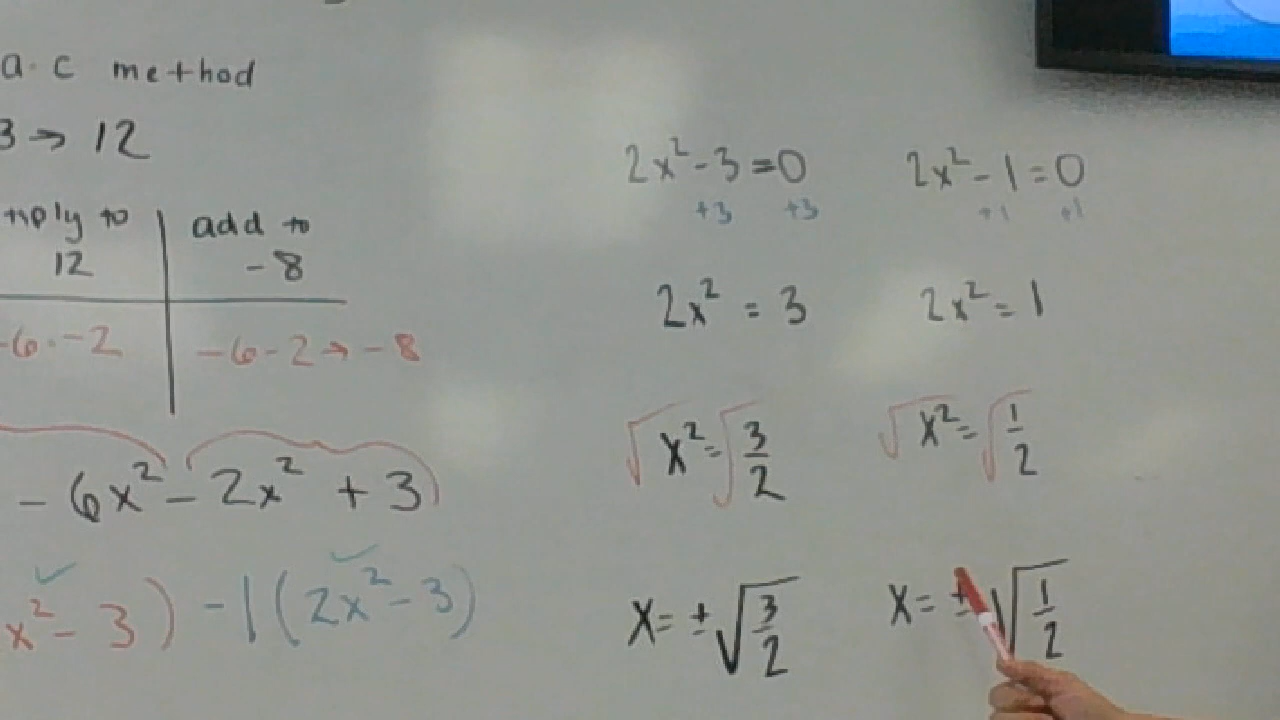 a·c method
3 → 12
add to
12
-8
-6·-2
-6-2→-8
- 6x² - 2x² + 3)
x² - 3) -1(2x² - 3)
2x² - 3 = 0
+3 +3
2x² = 3
√x² = √3/2
x = ±√3/2
2x² - 1 = 0
+1 +1
2x² = 1
√x² = √1/2
x = ±√1/2